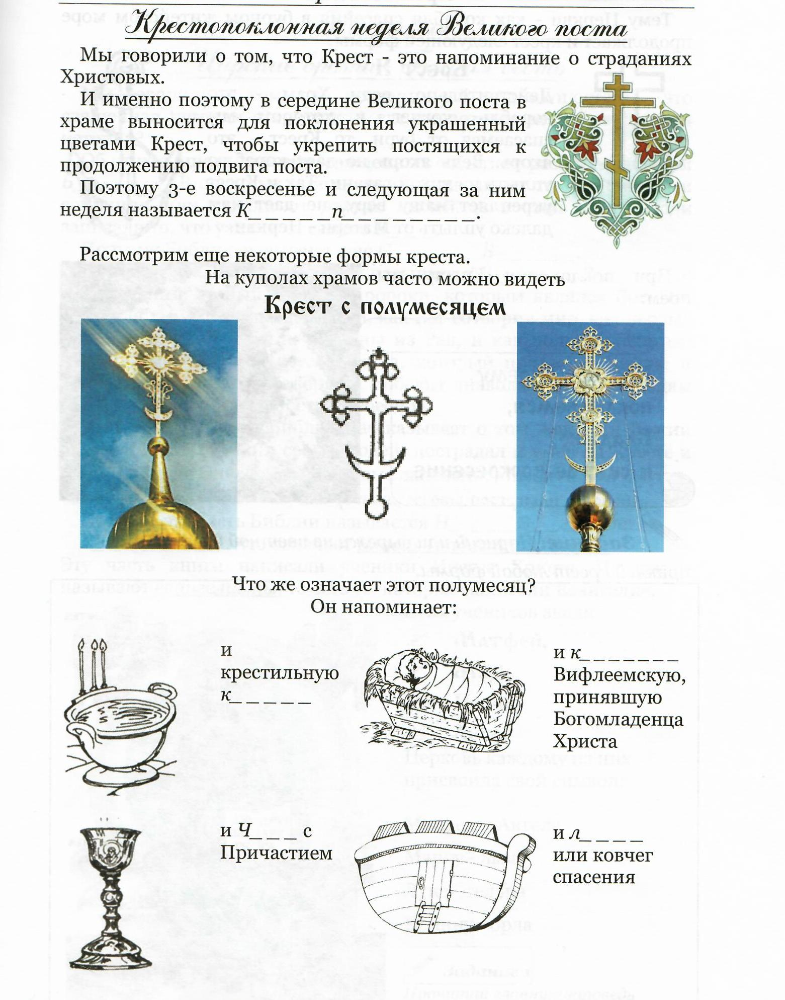 Крестопоклонная неделя Великого поста
Мы говорили о том, что Крест - это напоминание о страданиях
Христовых.
И именно поэтому в середине Великого поста в
храме выносится для поклонения украшенный
цветами Крест, чтобы укрепить постящихся к
продолжению подвига поста.
Поэтому 3-е воскресенье и следующая за ним
неделя называется К_ _ _ _ _ _п_ _ _ _ _ _ _ _ _.
Рассмотрим еще некоторые формы креста.
На куполах храмов часто можно видеть
Крест с полумесяцем
Что же означает этот полумесяц?
Он напоминает:
и
крестильную
к_ _ _ _ _
и к_ _ _ _ _ _ _
Вифлеемскую,
принявшую
Богомладенца
Христа
и Ч_ _ _ с
Причастием
и л_ _ _ _
или ковчег
спасения